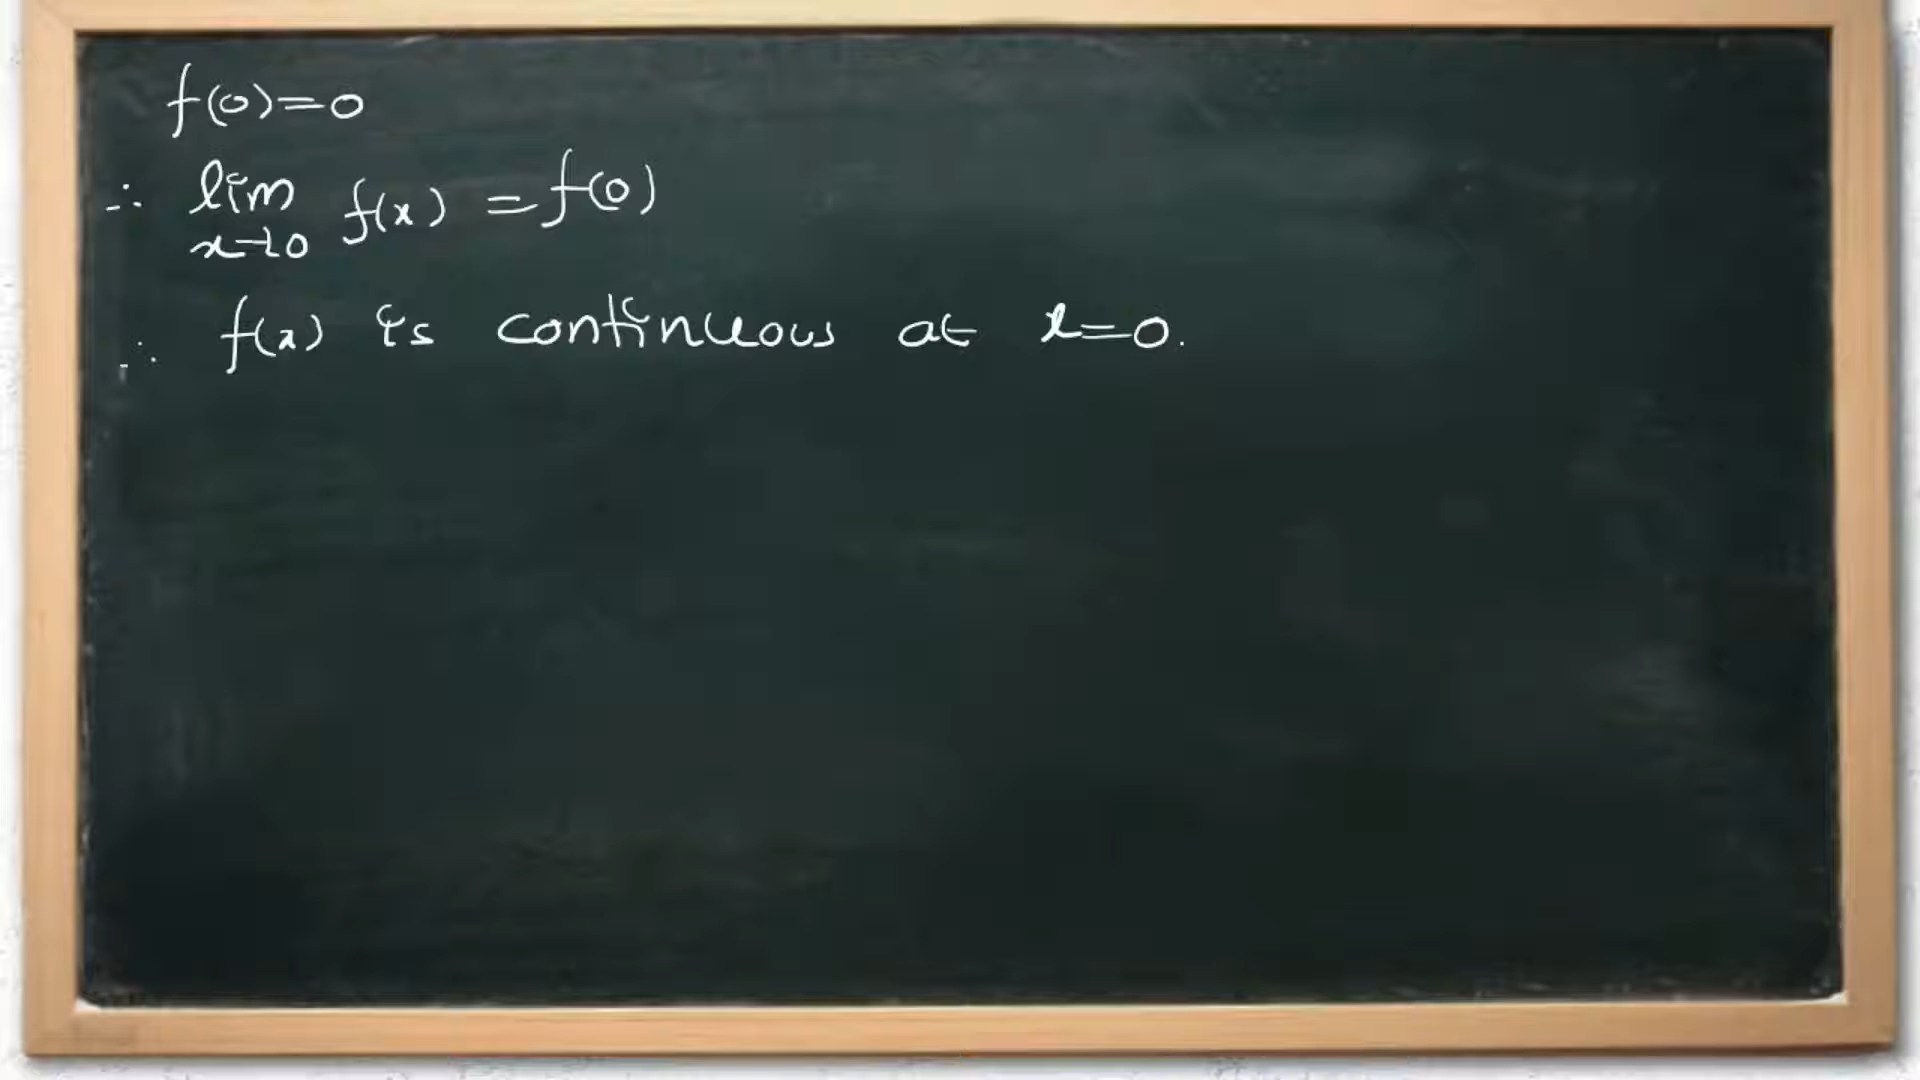 f(0)=0
∴ lim x→0 f(x) = f(0)
∴ f(x) is continuous at x=0.